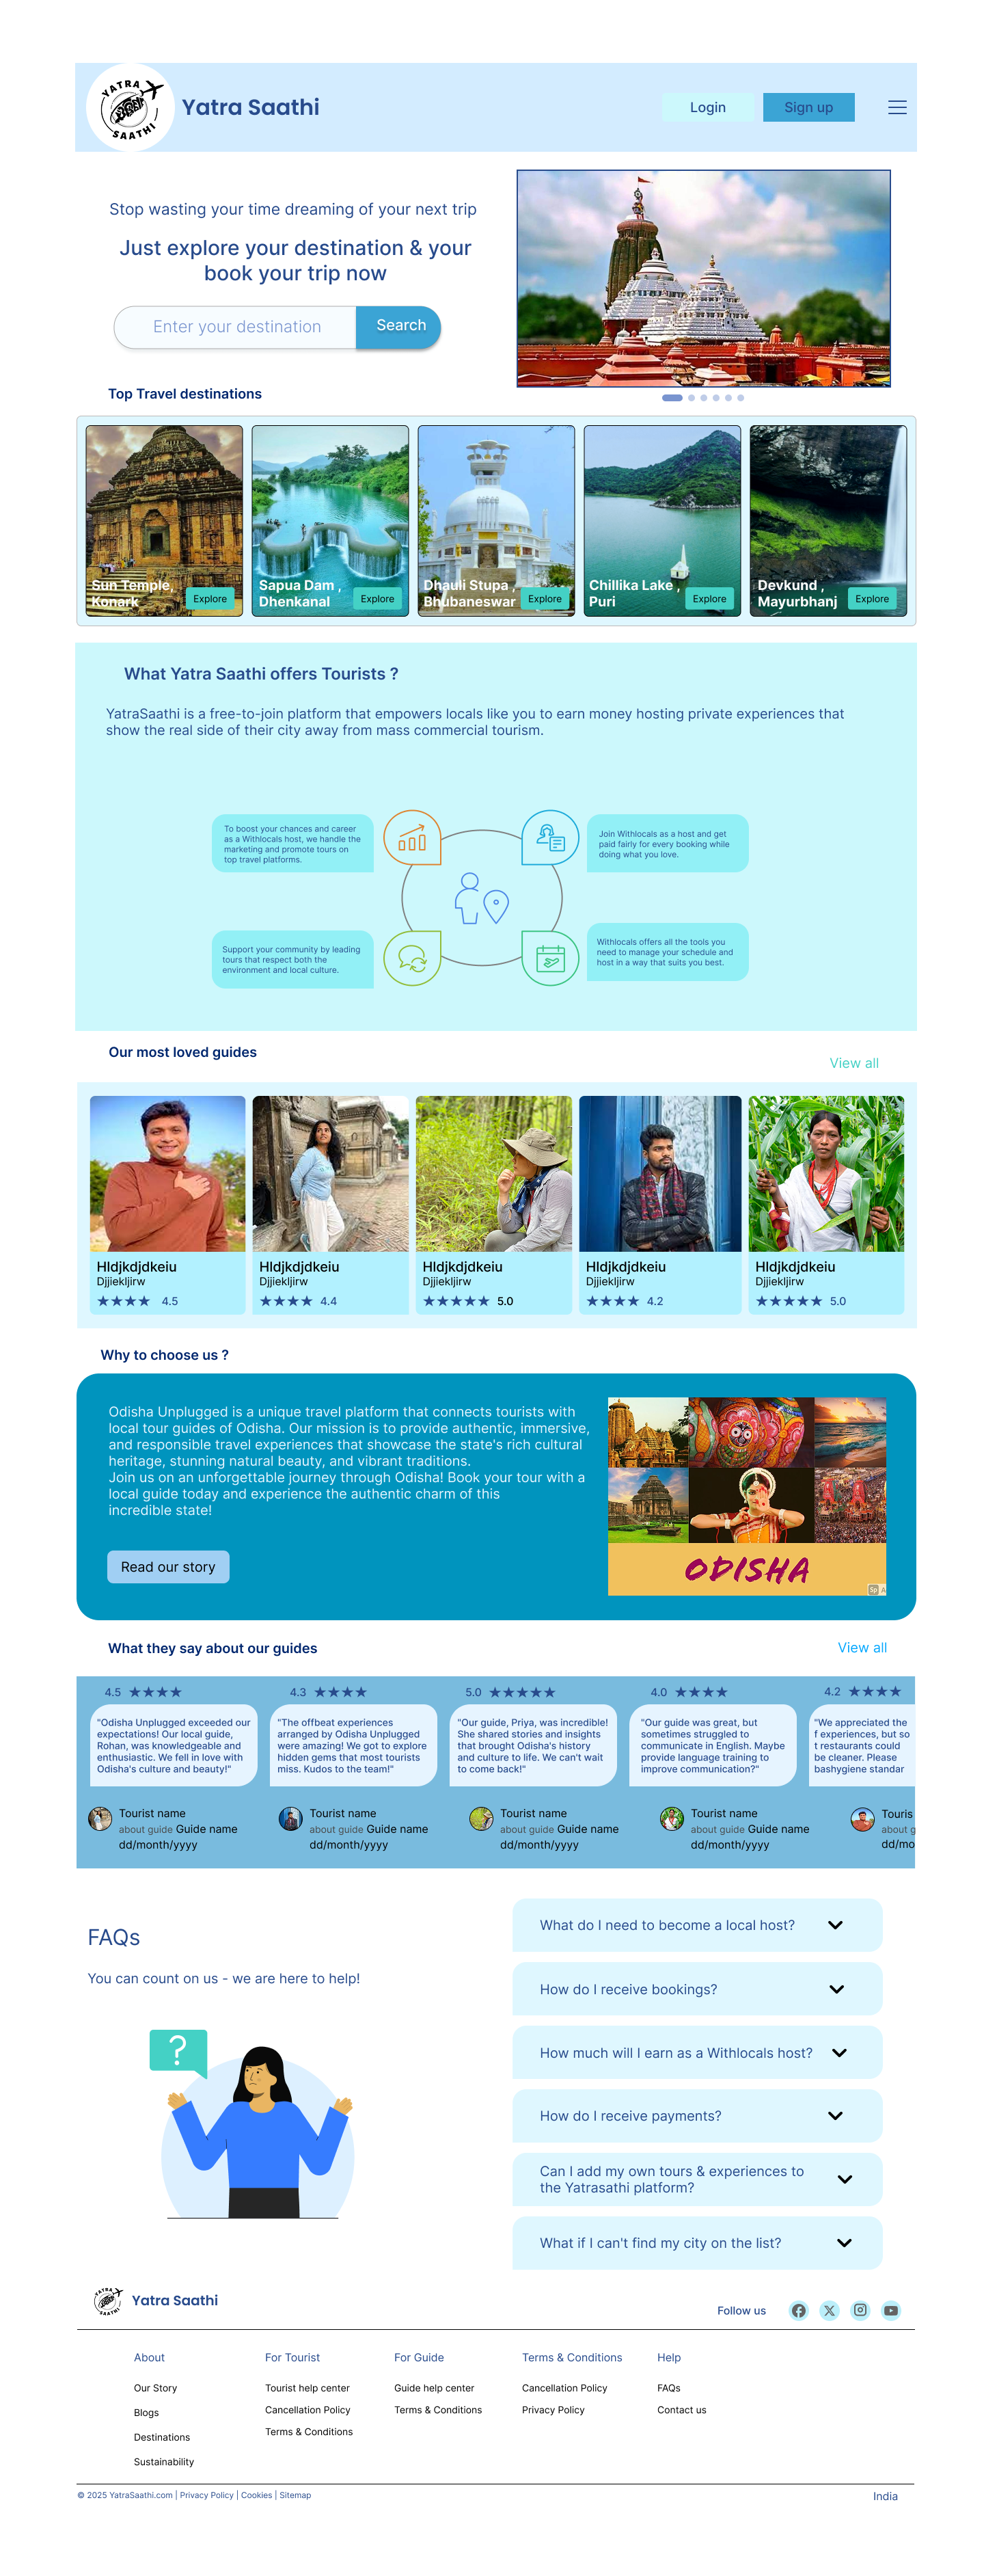 YATRA
SAATHI
Yatra Saathi
Login
Sign up
Stop wasting your time dreaming of your next trip
Just explore your destination & your
book your trip now
Enter your destination
Search
Top Travel destinations
Sun Temple,
Konark
Explore
Sapua Dam ,
Dhenkanal
Explore
Dhauli Stupa ,
Bhubaneswar
Explore
Chillika Lake ,
Puri
Explore
Devkund ,
Mayurbhanj
Explore
What Yatra Saathi offers Tourists ?
YatraSaathi is a free-to-join platform that empowers locals like you to earn money hosting private experiences that
show the real side of their city away from mass commercial tourism.
To boost your chances and career
as a Withlocals host, we handle the
marketing and promote tours on
top travel platforms.
Join Withlocals as a host and get
paid fairly for every booking while
doing what you love.
Support your community by leading
tours that respect both the
environment and local culture.
Withlocals offers all the tools you
need to manage your schedule and
host in a way that suits you best.
Our most loved guides
View all
Hldjkdjdkeiu
Djjiekljirw
4.5
Hldjkdjdkeiu
Djjiekljirw
4.4
Hldjkdjdkeiu
Djjiekljirw
5.0
Hldjkdjdkeiu
Djjiekljirw
4.2
Hldjkdjdkeiu
Djjiekljirw
5.0
Why to choose us ?
Odisha Unplugged is a unique travel platform that connects tourists with
local tour guides of Odisha. Our mission is to provide authentic, immersive,
and responsible travel experiences that showcase the state's rich cultural
heritage, stunning natural beauty, and vibrant traditions.
Join us on an unforgettable journey through Odisha! Book your tour with a
local guide today and experience the authentic charm of this
incredible state!
Read our story
ODISHA
Sp A
What they say about our guides
View all
4.5
"Odisha Unplugged exceeded our
expectations! Our local guide,
Rohan, was knowledgeable and
enthusiastic. We fell in love with
Odisha's culture and beauty!"
Tourist name
about guide Guide name
dd/month/yyyy
4.3
"The offbeat experiences
arranged by Odisha Unplugged
were amazing! We got to explore
hidden gems that most tourists
miss. Kudos to the team!"
Tourist name
about guide Guide name
dd/month/yyyy
5.0
"Our guide, Priya, was incredible!
She shared stories and insights
that brought Odisha's history
and culture to life. We can't wait
to come back!"
Tourist name
about guide Guide name
dd/month/yyyy
4.0
"Our guide was great, but
sometimes struggled to
communicate in English. Maybe
provide language training to
improve communication?"
Tourist name
about guide Guide name
dd/month/yyyy
4.2
"We appreciated the
f experiences, but so
t restaurants could
be cleaner. Please
bashygiene standar
Touris
about g
dd/mo
FAQs
You can count on us - we are here to help!
?
What do I need to become a local host?
How do I receive bookings?
How much will I earn as a Withlocals host?
How do I receive payments?
Can I add my own tours & experiences to
the Yatrasathi platform?
What if I can't find my city on the list?
YATRA
SAATHI
Yatra Saathi
Follow us
About
Our Story
Blogs
Destinations
Sustainability
For Tourist
Tourist help center
Cancellation Policy
Terms & Conditions
For Guide
Guide help center
Terms & Conditions
Terms & Conditions
Cancellation Policy
Privacy Policy
Help
FAQs
Contact us
© 2025 YatraSaathi.com | Privacy Policy | Cookies | Sitemap
India